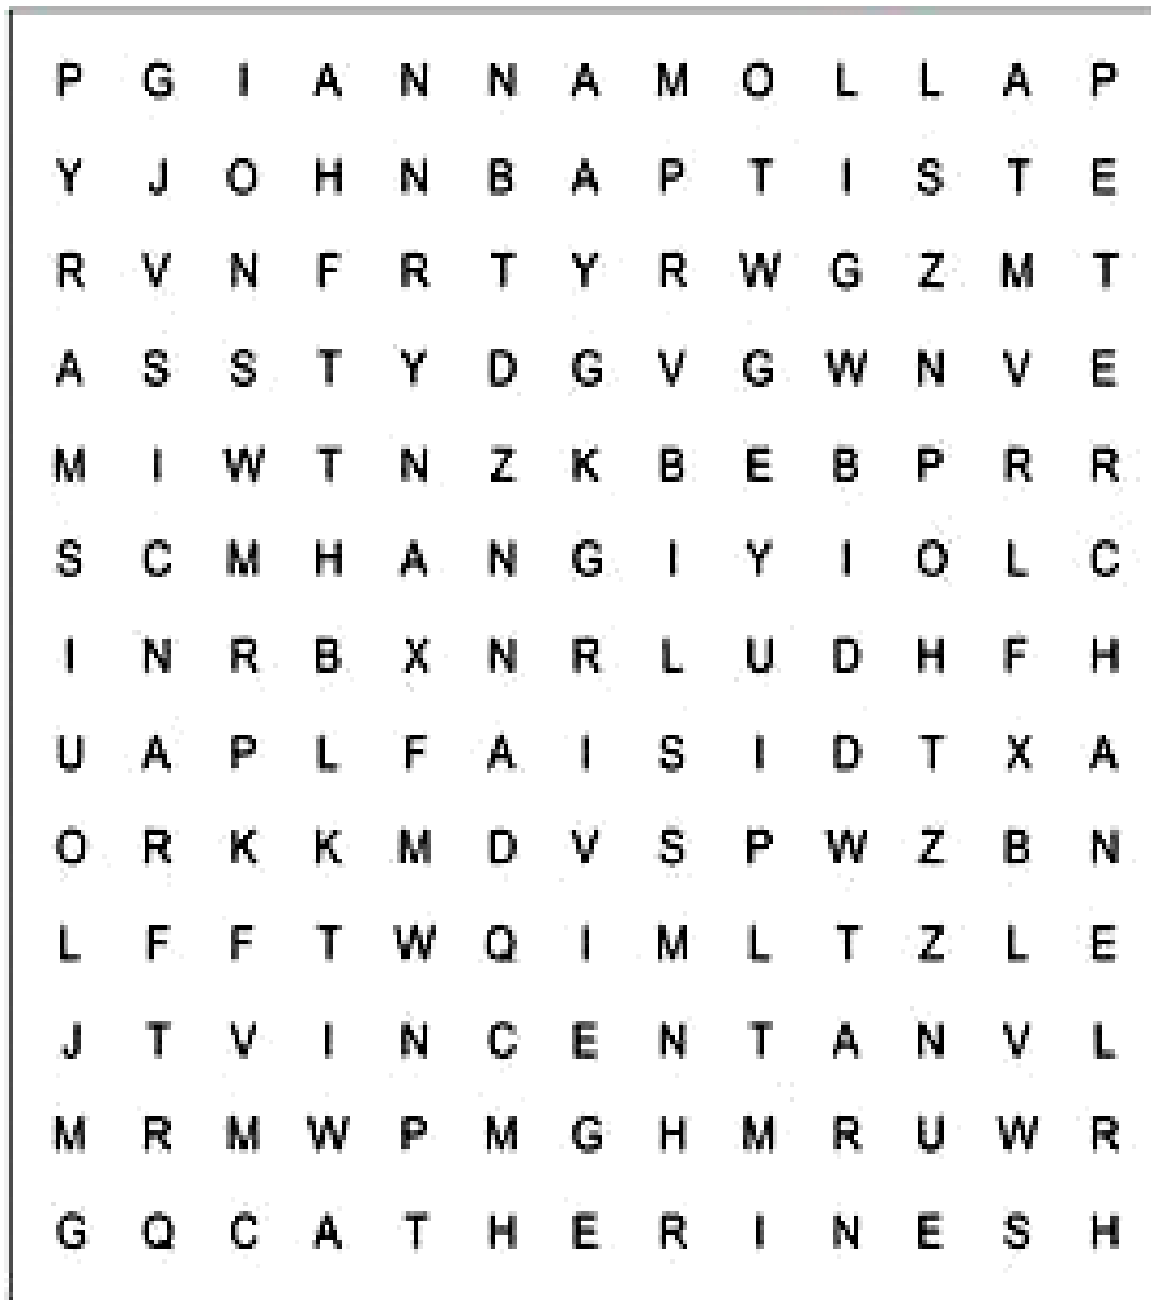 P G I A N N A M O L L A P
Y J O H N B A P T I S T E
R V N F R T Y R W G Z M T
A S S T Y D G V G W N V E
M I W T N Z K B E B P R R
S C M H A N G I Y I O L C
I N R B X N R L U D H F H
U A P L F A I S I D T X A
O R K K M D V S P W Z B N
L F F T W Q I M L T Z L E
J T V I N C E N T A N V L
M R M W P M G H M R U W R
G Q C A T H E R I N E S H